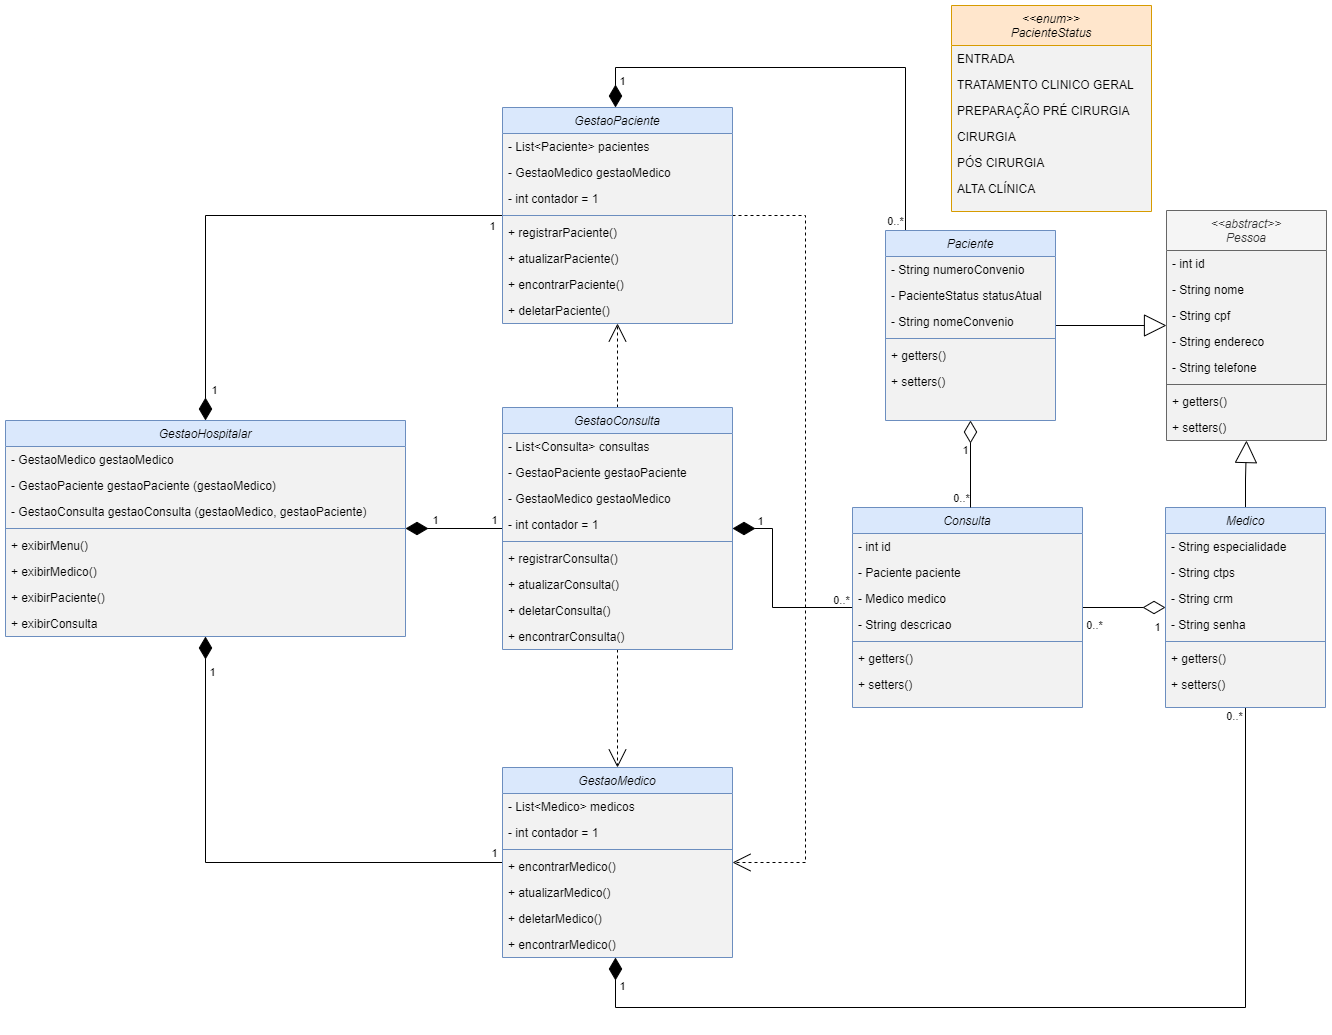 <<enum>>
PacienteStatus
ENTRADA
TRATAMENTO CLINICO GERAL
PREPARAÇÃO PRÉ CIRURGIA
CIRURGIA
PÓS CIRURGIA
ALTA CLÍNICA
1
GestaoPaciente
- List<Paciente> pacientes
- GestaoMedico gestaoMedico
- int contador = 1
+ registrarPaciente()
+ atualizarPaciente()
+ encontrarPaciente()
+ deletarPaciente()
1
0..*
Paciente
- String numeroConvenio
- PacienteStatus statusAtual
- String nomeConvenio
+ getters()
+ setters()
<<abstract>>
Pessoa
- int id
- String nome
- String cpf
- String endereco
- String telefone
+ getters()
+ setters()
1
GestaoHospitalar
- GestaoMedico gestaoMedico
- GestaoPaciente gestaoPaciente (gestaoMedico)
- GestaoConsulta gestaoConsulta (gestaoMedico, gestaoPaciente)
+ exibirMenu()
+ exibirMedico()
+ exibirPaciente()
+ exibirConsulta
1
1
1
GestaoConsulta
- List<Consulta> consultas
- GestaoPaciente gestaoPaciente
- GestaoMedico gestaoMedico
- int contador = 1
+ registrarConsulta()
+ atualizarConsulta()
+ deletarConsulta()
+ encontrarConsulta()
1
0..*
1
0..*
Consulta
- int id
- Paciente paciente
- Medico medico
- String descricao
+ getters()
+ setters()
0..*
1
Medico
- String especialidade
- String ctps
- String crm
- String senha
+ getters()
+ setters()
0..*
1
GestaoMedico
- List<Medico> medicos
- int contador = 1
+ encontrarMedico()
+ atualizarMedico()
+ deletarMedico()
+ encontrarMedico()
1